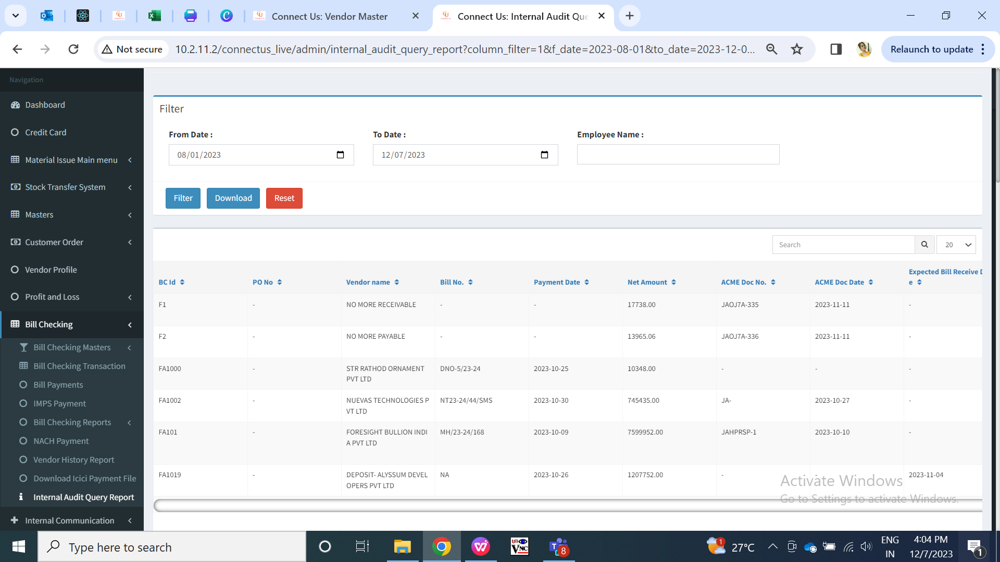 Connect Us: Vendor Master
Connect Us: Internal Audit Que
Not secure
10.2.11.2/connectus_live/admin/internal_audit_query_report?column_filter=1&f_date=2023-08-01&to_date=2023-12-0...
Relaunch to update
Navigation
Dashboard
Credit Card
Material Issue Main menu
Stock Transfer System
Masters
Customer Order
Vendor Profile
Profit and Loss
Bill Checking
Bill Checking Masters
Bill Checking Transaction
Bill Payments
IMPS Payment
Bill Checking Reports
NACH Payment
Vendor History Report
Download Icici Payment File
Internal Audit Query Report
Internal Communication
Filter
From Date :
To Date :
Employee Name :
08/01/2023
12/07/2023
Filter
Download
Reset
Search
20
BC Id PO No Vendor name Bill No. Payment Date Net Amount ACME Doc No. ACME Doc Date Expected Bill Receive D
e
F1 - NO MORE RECEIVABLE - - 17738.00 JAOJ7A-335 2023-11-11 -
F2 - NO MORE PAYABLE - - 13965.06 JAOJ7A-336 2023-11-11 -
FA1000 - STR RATHOD ORNAMENT DNO-5/23-24 2023-10-25 10348.00 - - -
PVT LTD
FA1002 - NUEVAS TECHNOLOGIES P NT23-24/44/SMS 2023-10-30 745435.00 JA- 2023-10-27 -
VT LTD
FA101 - FORESIGHT BULLION INDI MH/23-24/168 2023-10-09 7599952.00 JAHPRSP-1 2023-10-10 -
A PVT LTD
FA1019 - DEPOSIT- ALYSSUM DEVEL NA 2023-10-26 1207752.00 - - 2023-11-04
OPERS PVT LTD
Activate Windows
Go to Settings to activate Windows.
Type here to search
VNC
8
1
27°C
ENG
IN
4:04 PM
12/7/2023
1